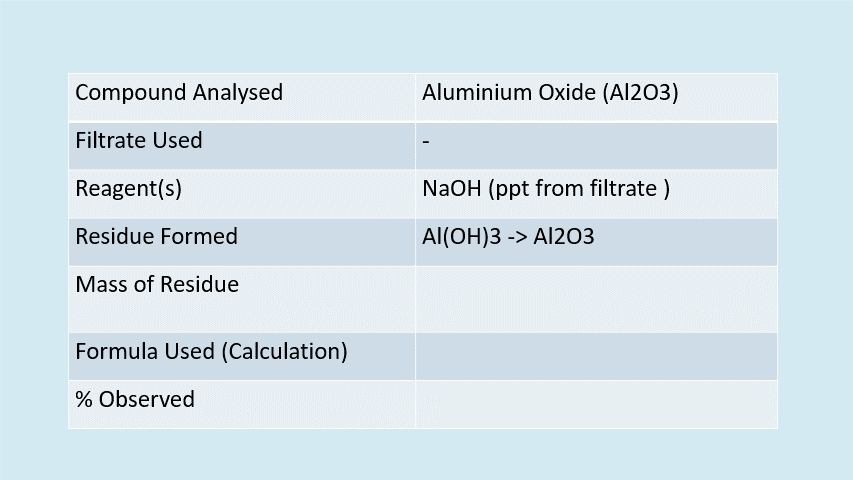 Compound Analysed Aluminium Oxide (Al2O3)
Filtrate Used -
Reagent(s) NaOH (ppt from filtrate )
Residue Formed Al(OH)3 -> Al2O3
Mass of Residue
Formula Used (Calculation)
% Observed